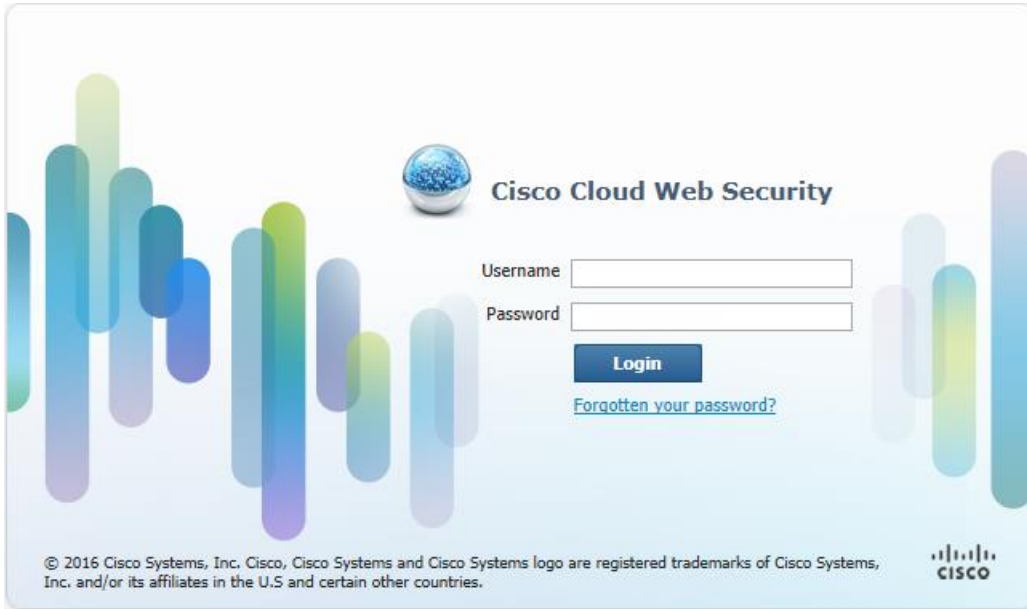 Cisco Cloud Web Security
Username
Password
Login
Forgotten your password?
© 2016 Cisco Systems, Inc. Cisco, Cisco Systems and Cisco Systems logo are registered trademarks of Cisco Systems,
Inc. and/or its affiliates in the U.S and certain other countries.
CISCO